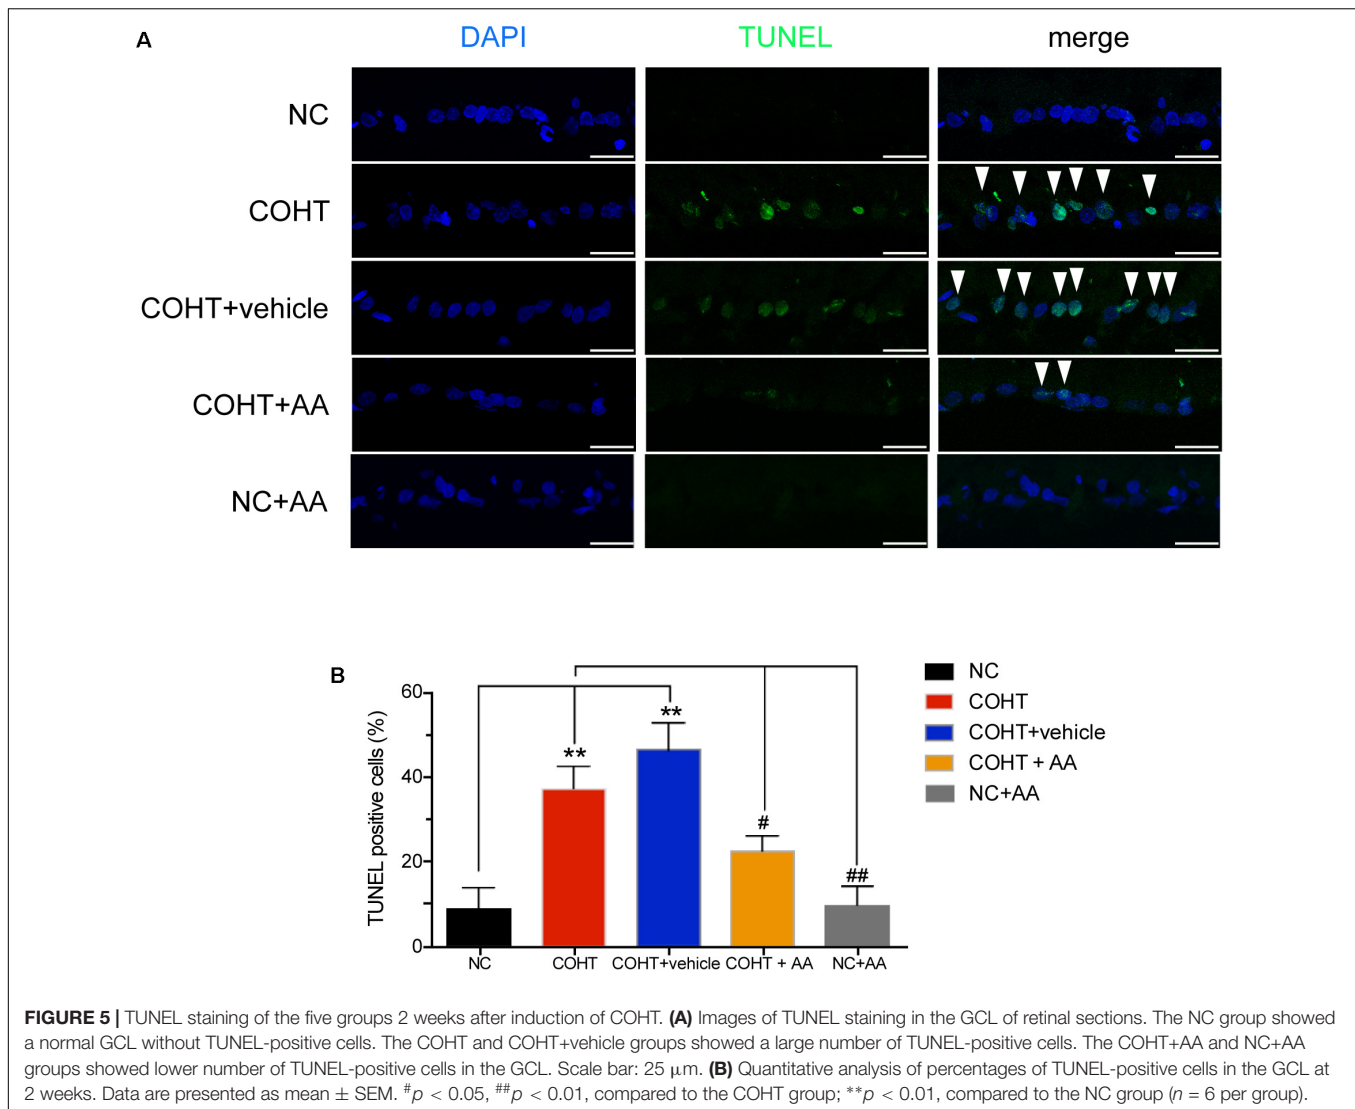 A
DAPI TUNEL merge
NC
COHT
COHT+vehicle
COHT+AA
NC+AA
B
TUNEL positive cells (%)
60
40
20
0
**
**
#
##
NC COHT COHT+vehicle COHT + AA NC+AA
NC
COHT
COHT+vehicle
COHT + AA
NC+AA
FIGURE 5 | TUNEL staining of the five groups 2 weeks after induction of COHT. (A) Images of TUNEL staining in the GCL of retinal sections. The NC group showed
a normal GCL without TUNEL-positive cells. The COHT and COHT+vehicle groups showed a large number of TUNEL-positive cells. The COHT+AA and NC+AA
groups showed lower number of TUNEL-positive cells in the GCL. Scale bar: 25 μm. (B) Quantitative analysis of percentages of TUNEL-positive cells in the GCL at
2 weeks. Data are presented as mean ± SEM. #p < 0.05, ##p < 0.01, compared to the COHT group; **p < 0.01, compared to the NC group (n = 6 per group).